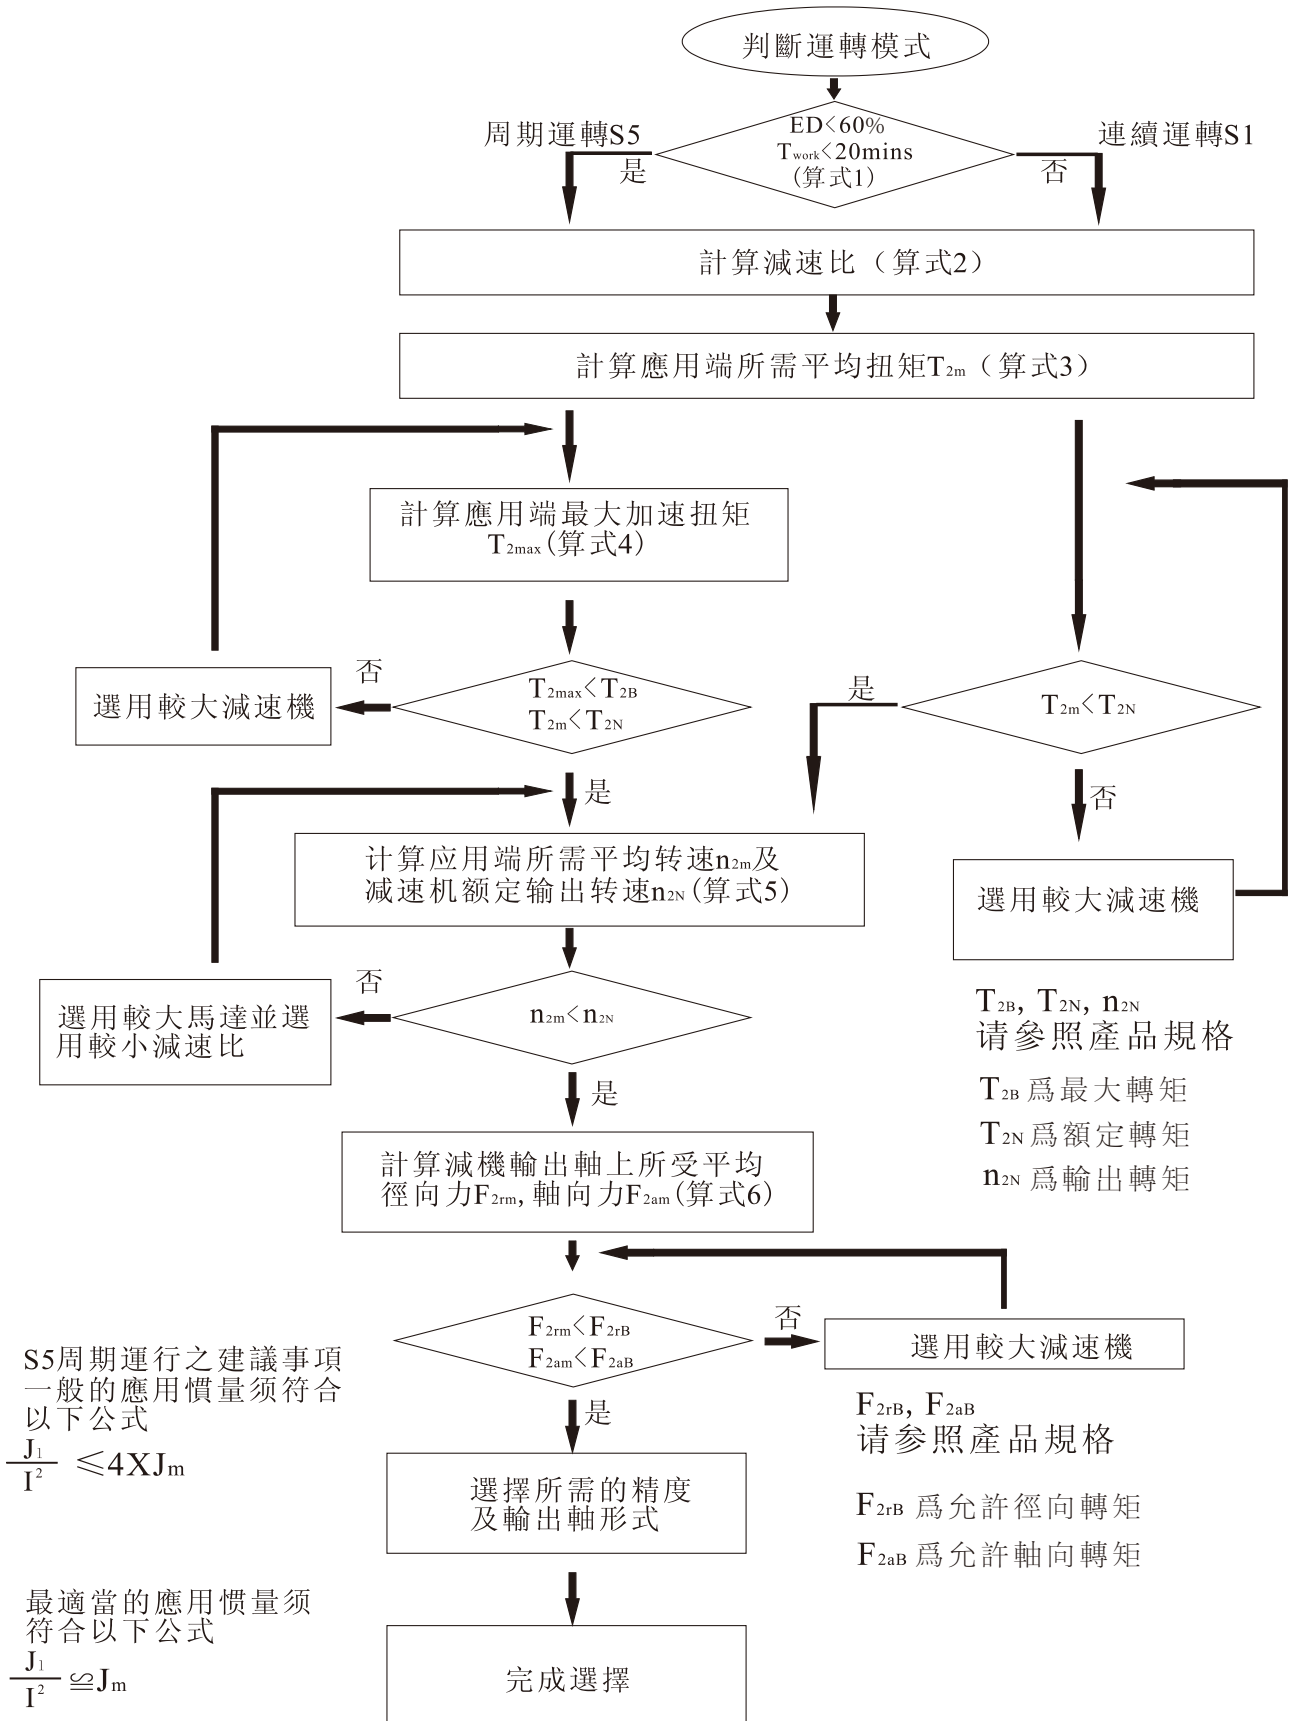 判斷運轉模式
周期運轉S5
ED<60%
Twork<20mins
(算式1)
連續運轉S1
是
否
計算減速比（算式2）
計算應用端所需平均扭矩T2m（算式3）
計算應用端最大加速扭矩
T2max(算式4)
否
選用較大減速機
T2max<T2B
T2m<T2N
是
T2m<T2N
是
否
计算应用端所需平均转速n2m及
减速机额定输出转速n2N(算式5)
選用較大減速機
否
選用較大馬達並選
用較小減速比
n2m<n2N
T2B, T2N, n2N
请參照產品規格
T2B 爲最大轉矩
T2N 爲額定轉矩
n2N 爲輸出轉矩
是
計算減機輸出軸上所受平均
徑向力F2rm,軸向力F2am(算式6)
F2rm<F2rB
F2am<F2aB
否
選用較大減速機
S5周期運行之建議事項
一般的應用慣量须符合
以下公式
J1
I² ≤4XJm
是
F2rB, F2aB
请參照產品規格
F2rB 爲允許徑向轉矩
F2aB 爲允許軸向轉矩
選擇所需的精度
及輸出軸形式
最適當的應用慣量须
符合以下公式
J1
I² ≌Jm
完成選擇